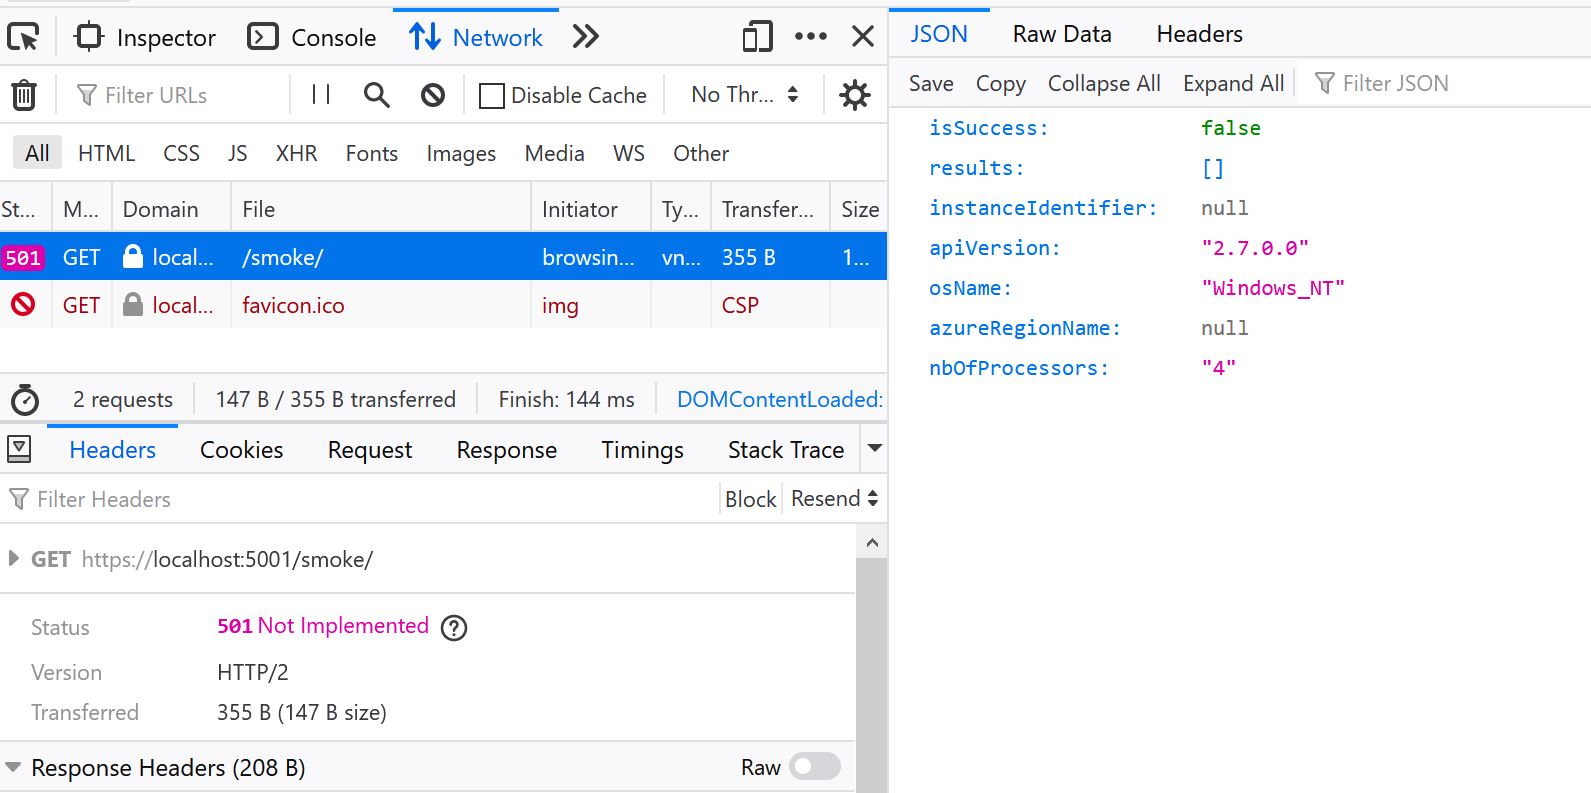 Inspector Console Network
Filter URLs Disable Cache No Thr...
All HTML CSS JS XHR Fonts Images Media WS Other
St... M... Domain File Initiator Ty... Transfer... Size
501 GET local... /smoke/ browsin... vn... 355 B 1...
GET local... favicon.ico img CSP
2 requests 147 B / 355 B transferred Finish: 144 ms DOMContentLoaded:
Headers Cookies Request Response Timings Stack Trace
Filter Headers Block Resend
GET https://localhost:5001/smoke/
Status 501 Not Implemented
Version HTTP/2
Transferred 355 B (147 B size)
Response Headers (208 B) Raw
JSON Raw Data Headers
Save Copy Collapse All Expand All Filter JSON
isSuccess: false
results: []
instanceIdentifier: null
apiVersion: "2.7.0.0"
osName: "Windows_NT"
azureRegionName: null
nbOfProcessors: "4"